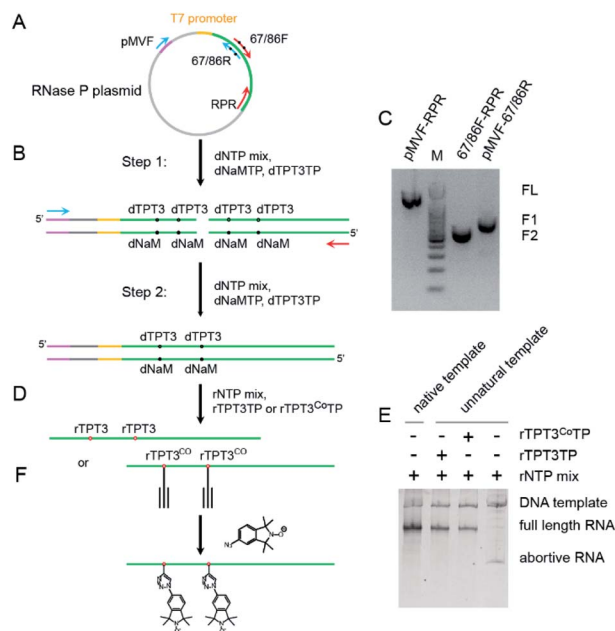 A
T7 promoter
pMVF
67/86F
67/86R
RNase P plasmid
RPR
B
Step 1:
dNTP mix,
dNaMTP, dTPT3TP
dTPT3 dTPT3 dTPT3 dTPT3
5'
5'
dNaM dNaM dNaM dNaM
Step 2:
dNTP mix,
dNaMTP, dTPT3TP
dTPT3 dTPT3
5'
5'
dNaM dNaM
C
pMVF-RPR
M
67/86F-RPR
pMVF-67/86R
FL
F1
F2
D
rNTP mix,
rTPT3TP or rTPT3CoTP
rTPT3 rTPT3
or
F
rTPT3CO rTPT3CO
N-O
N3
E
native template
unnatural template
- - + - rTPT3CoTP
- + - - rTPT3TP
+ + + + rNTP mix
DNA template
full length RNA
abortive RNA